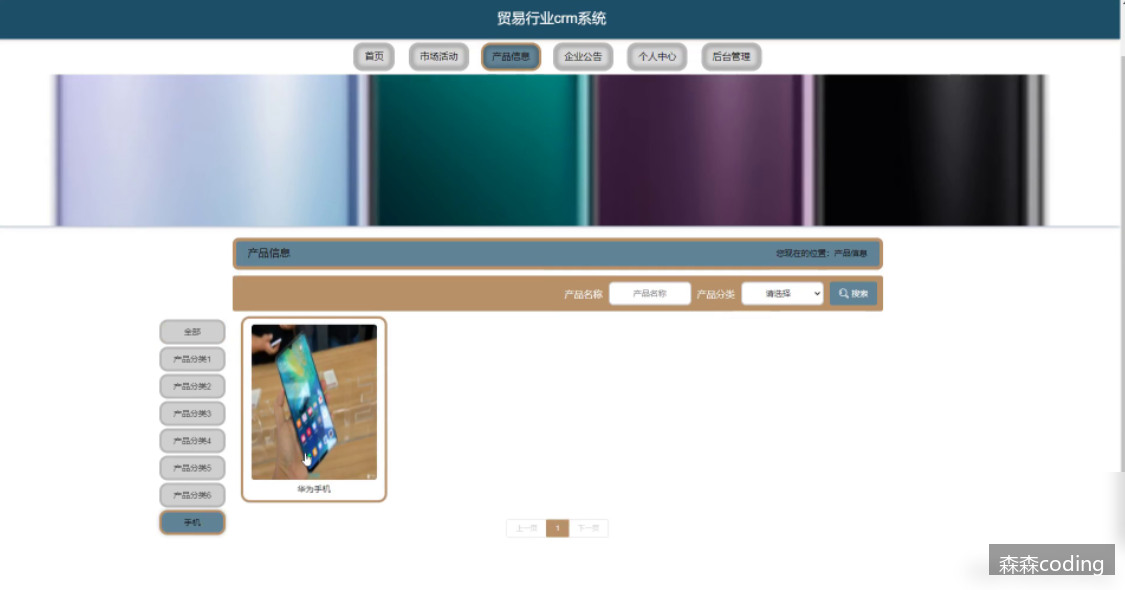 贸易行业crm系统
首页 市场活动 产品信息 企业公告 个人中心 后台管理
产品信息 您现在的位置：产品信息
产品名称 产品名称 产品分类 请选择 搜索
全部
产品分类1
产品分类2
产品分类3
产品分类4
产品分类5
产品分类6
手机
华为手机
上一页 1 下一页
森森coding